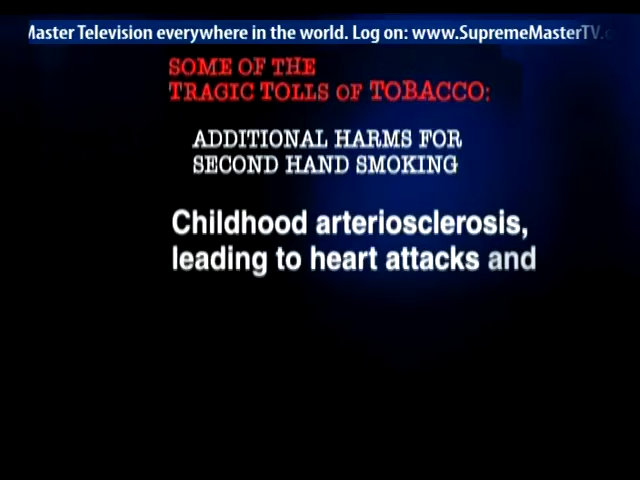 Master Television everywhere in the world. Log on: www.SupremeMasterTV.c
SOME OF THE
TRAGIC TOLLS OF TOBACCO:
ADDITIONAL HARMS FOR
SECOND HAND SMOKING
Childhood arteriosclerosis,
leading to heart attacks and